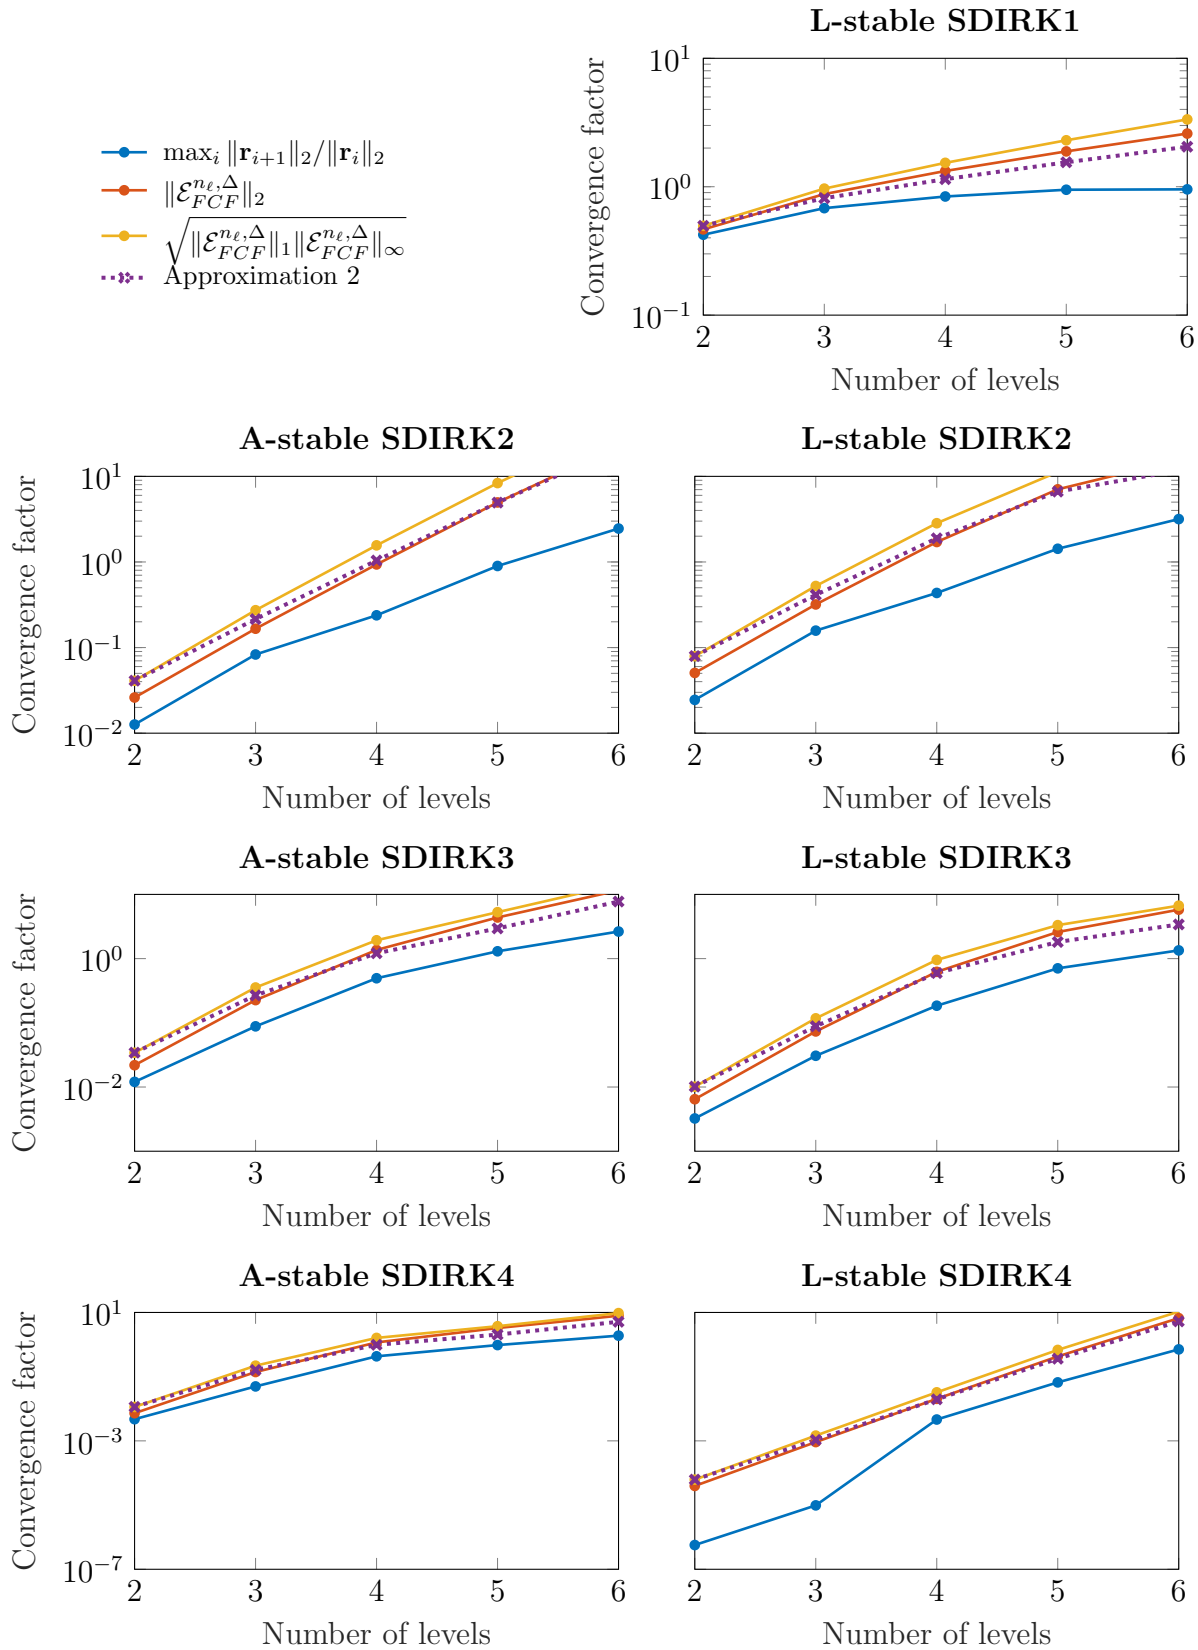 L-stable SDIRK1
max_i ‖r_{i+1}‖_2/‖r_i‖_2
‖ℰ_{FCF}^{n_ℓ,Δ}‖_2
√(‖ℰ_{FCF}^{n_ℓ,Δ}‖_1‖ℰ_{FCF}^{n_ℓ,Δ}‖_∞)
Approximation 2
Convergence factor
10^1
10^0
10^{−1}
2 3 4 5 6
Number of levels
A-stable SDIRK2
Convergence factor
10^1
10^0
10^{−1}
10^{−2}
2 3 4 5 6
Number of levels
L-stable SDIRK2
2 3 4 5 6
Number of levels
A-stable SDIRK3
Convergence factor
10^0
10^{−2}
2 3 4 5 6
Number of levels
L-stable SDIRK3
2 3 4 5 6
Number of levels
A-stable SDIRK4
Convergence factor
10^1
10^{−3}
10^{−7}
2 3 4 5 6
Number of levels
L-stable SDIRK4
2 3 4 5 6
Number of levels